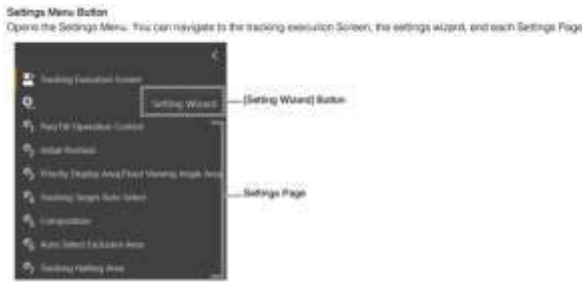 Settings Menu Button
Opens the Settings Menu. You can navigate to the tracking execution Screen, the settings wizard, and each Settings Page
Tracking Execution Screen
Setting Wizard
[Setting Wizard] Button
Pan/Tilt Operation Control
Initial Position
Priority Display Area/Fixed Viewing Angle Area
Tracking Target Auto Select
Settings Page
Composition
Auto Select Exclusion Area
Tracking Halting Area